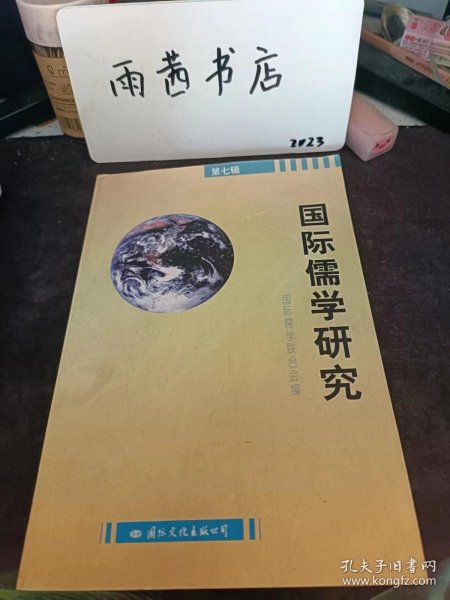 雨茜书店
2023
第七辑
国际儒学研究
国际儒学联合会编
国际文化出版公司
孔夫子旧书网
www.kongfz.com